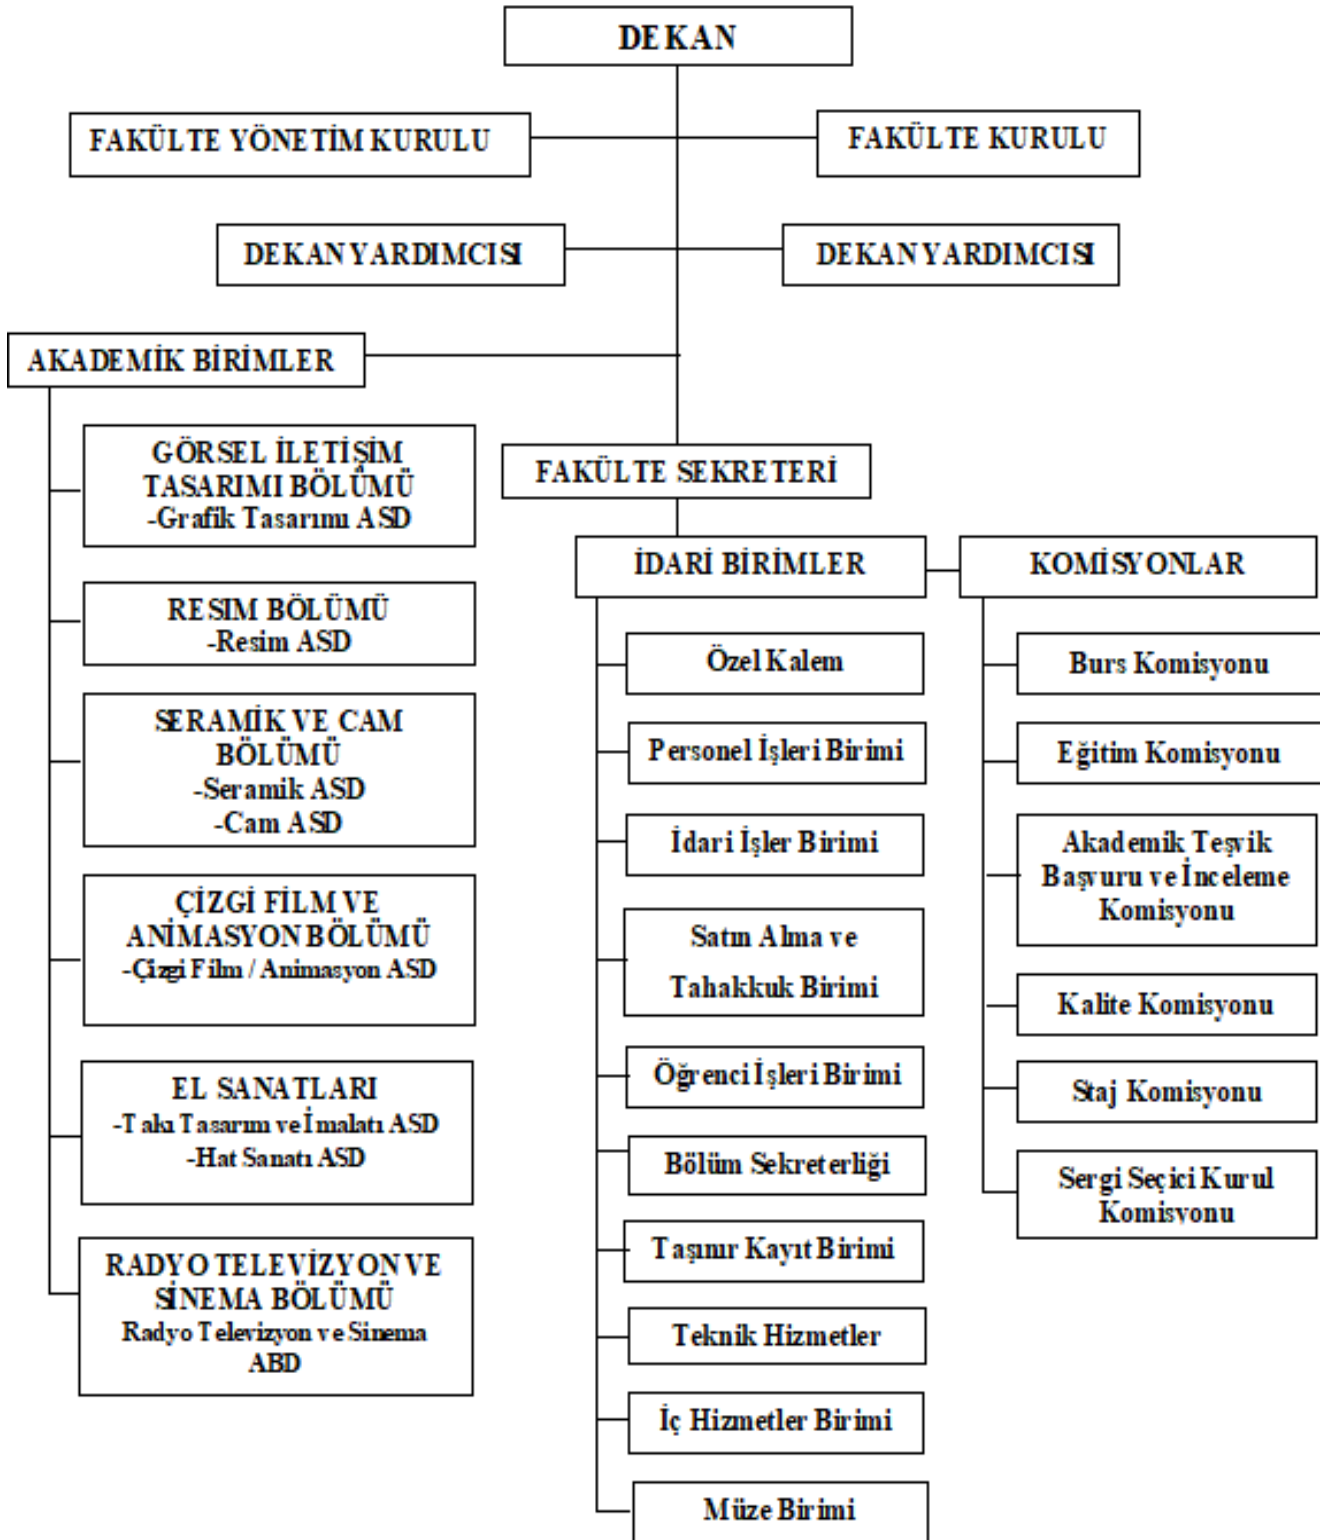 DEKAN
FAKÜLTE YÖNETİM KURULU
FAKÜLTE KURULU
DEKAN YARDIMCISI
DEKAN YARDIMCISI
AKADEMİK BİRİMLER
GÖRSEL İLETİŞİM
TASARIMI BÖLÜMÜ
-Grafik Tasarımı ASD
RESIM BÖLÜMÜ
-Resim ASD
SERAMİK VE CAM
BÖLÜMÜ
-Seramik ASD
-Cam ASD
ÇİZGİ FİLM VE
ANİMASYON BÖLÜMÜ
-Çizgi Film / Animasyon ASD
EL SANATLARI
-Takı Tasarım ve İmalatı ASD
-Hat Sanatı ASD
RADYO TELEVİZYON VE
SİNEMA BÖLÜMÜ
Radyo Televizyon ve Sinema
ABD
FAKÜLTE SEKRETERİ
İDARİ BİRİMLER
Özel Kalem
Personel İşleri Birimi
İdari İşler Birimi
Satın Alma ve
Tahakkuk Birimi
Öğrenci İşleri Birimi
Bölüm Sekreterliği
Taşınır Kayıt Birimi
Teknik Hizmetler
İç Hizmetler Birimi
Müze Birimi
KOMİSYONLAR
Burs Komisyonu
Eğitim Komisyonu
Akademik Teşvik
Başvuru ve İnceleme
Komisyonu
Kalite Komisyonu
Staj Komisyonu
Sergi Seçici Kurul
Komisyonu